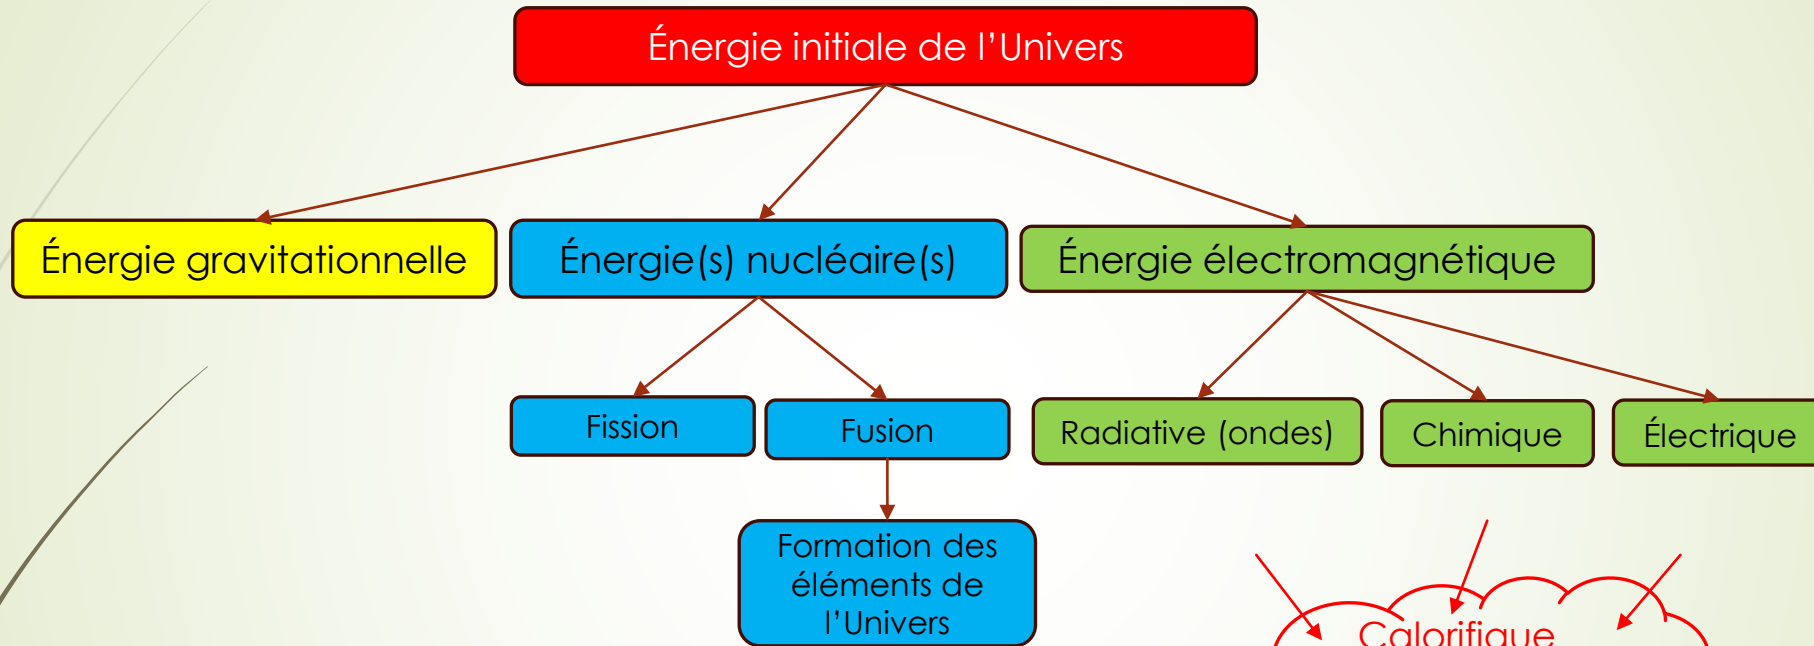 Énergie initiale de l’Univers
Énergie gravitationnelle
Énergie(s) nucléaire(s)
Énergie électromagnétique
Fission
Fusion
Radiative (ondes)
Chimique
Électrique
Formation des
éléments de
l’Univers
Calorifique